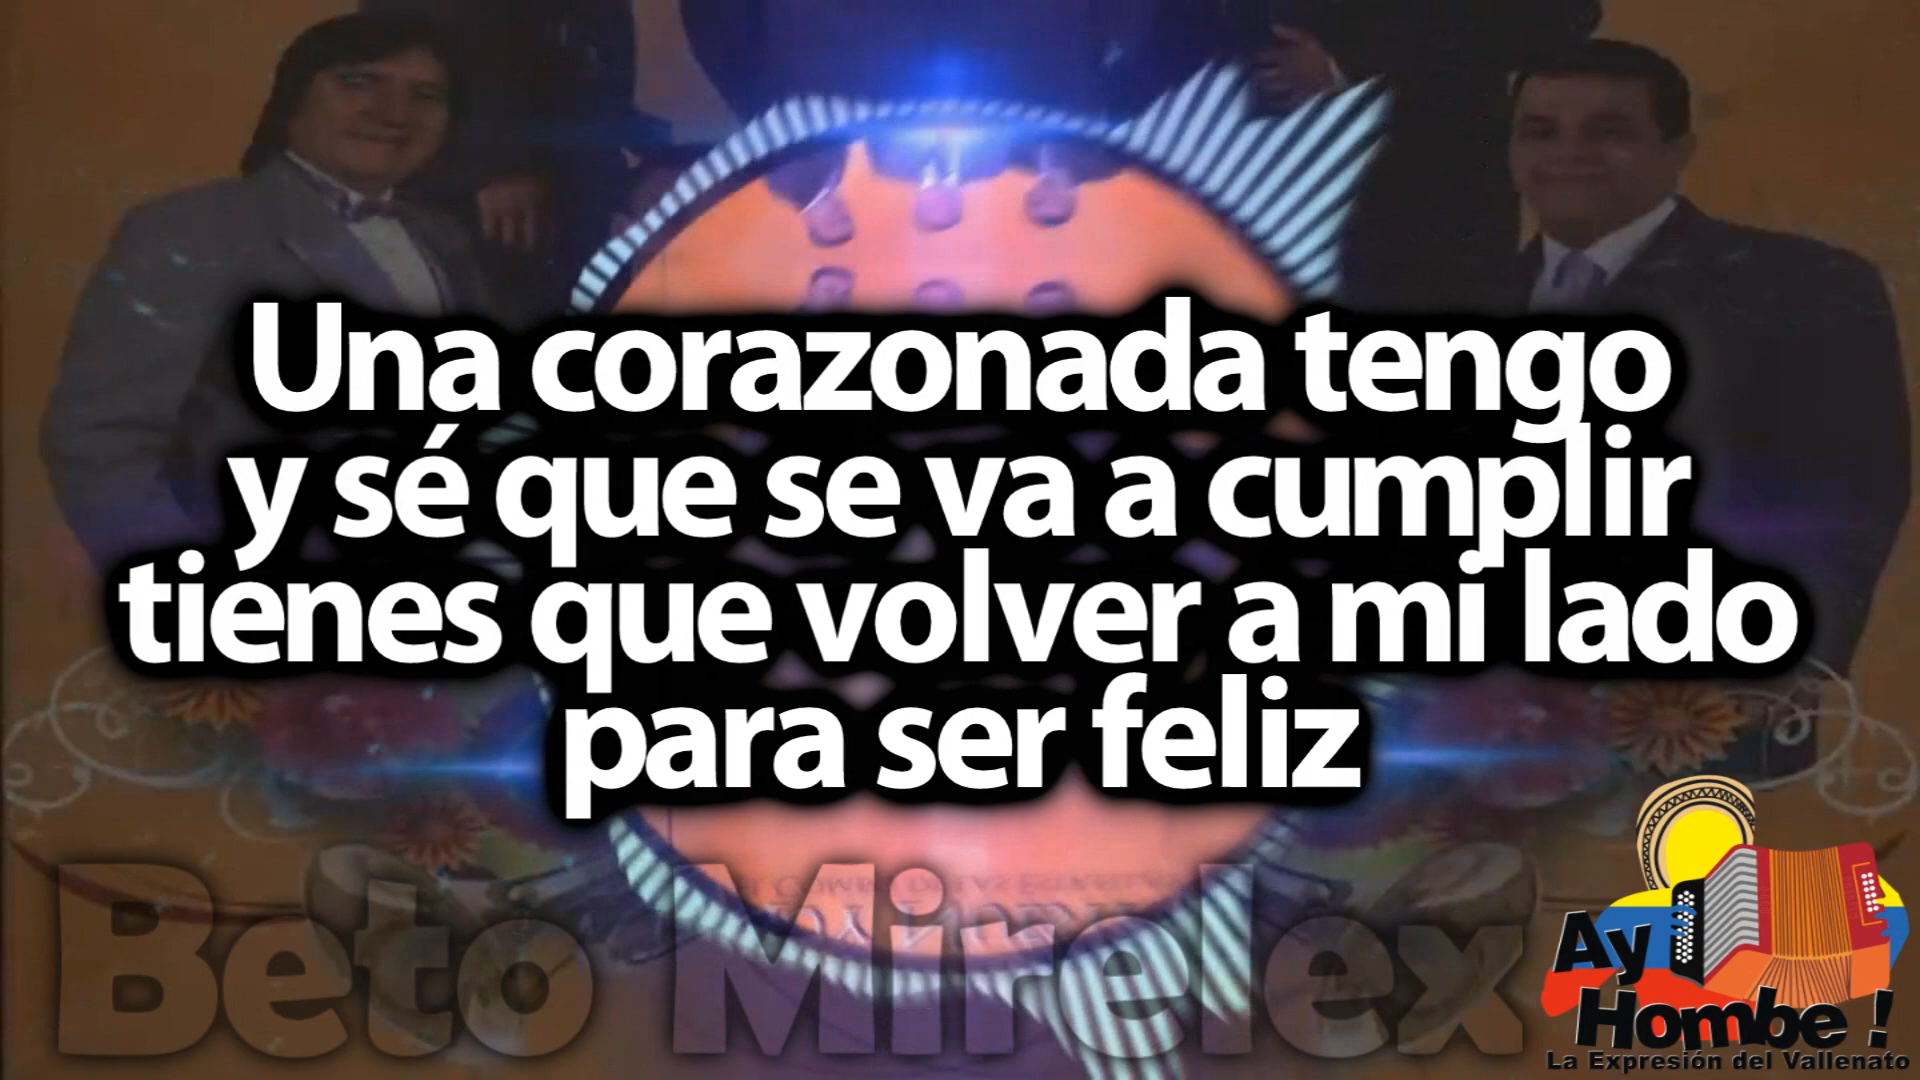 Una corazonada tengo
y sé que se va a cumplir
tienes que volver a mi lado
para ser feliz
Beto Mirelex
Ay
Hombe !
La Expresión del Vallenato